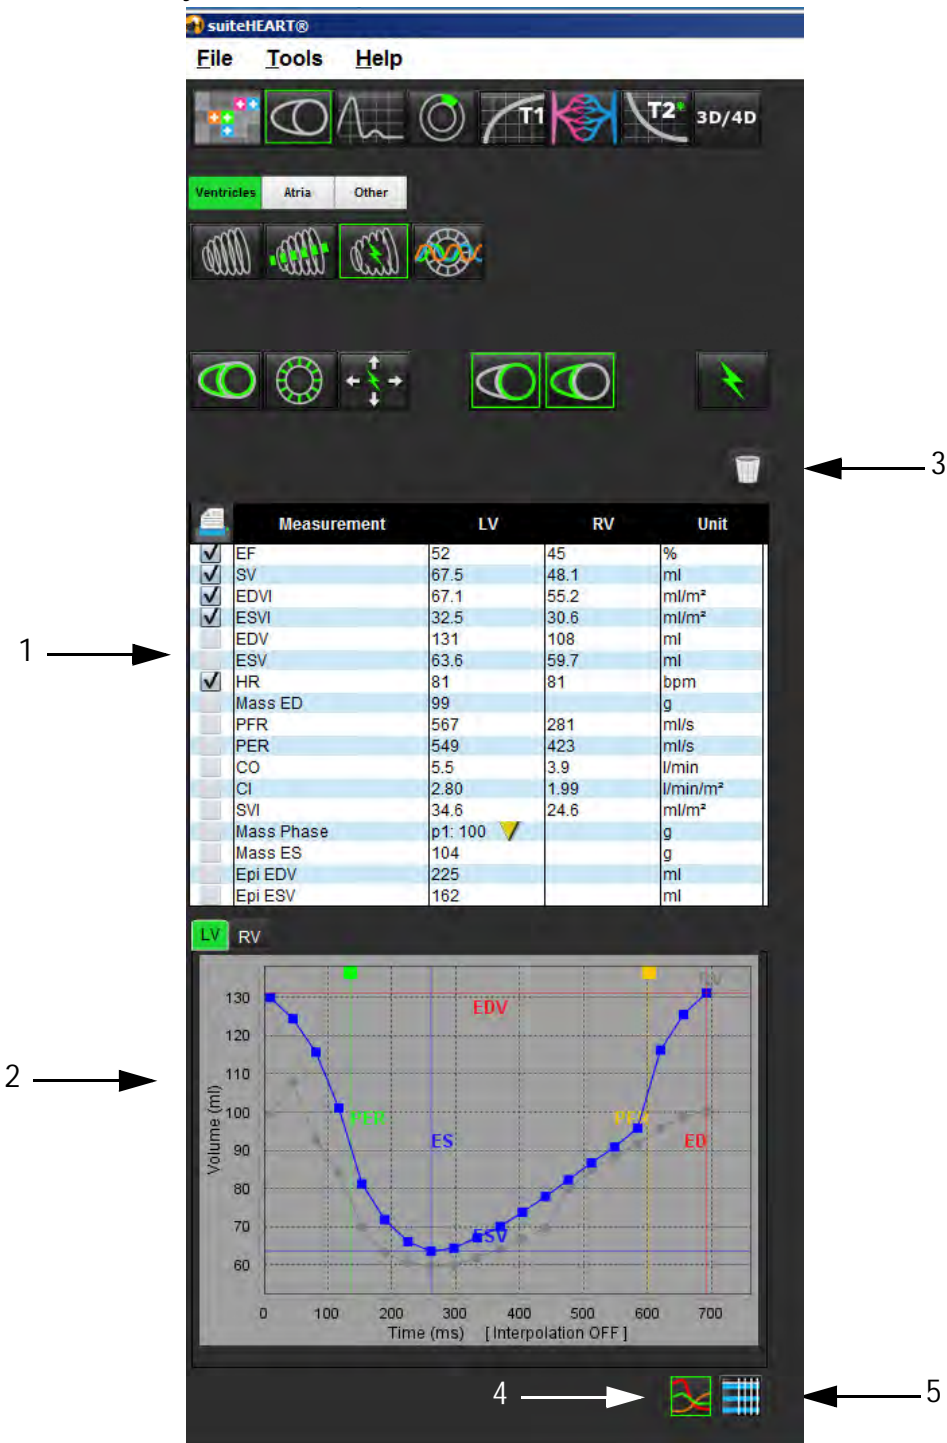 suiteHEART®
File Tools Help
T1 T2* 3D/4D
Ventricles Atria Other
3
Measurement LV RV Unit
EF 52 45 %
SV 67.5 48.1 ml
EDVI 67.1 55.2 ml/m²
ESVI 32.5 30.6 ml/m²
1
EDV 131 108 ml
ESV 63.6 59.7 ml
HR 81 81 bpm
Mass ED 99 g
PFR 567 281 ml/s
PER 549 423 ml/s
CO 5.5 3.9 l/min
CI 2.80 1.99 l/min/m²
SVI 34.6 24.6 ml/m²
Mass Phase p1: 100 g
Mass ES 104 g
Epi EDV 225 ml
Epi ESV 162 ml
LV RV
130
EDV
120
2
110
100
PER
90
ES
ED
80
70
ESV
60
Volume (ml)
0 100 200 300 400 500 600 700
Time (ms) [ Interpolation OFF ]
4
5